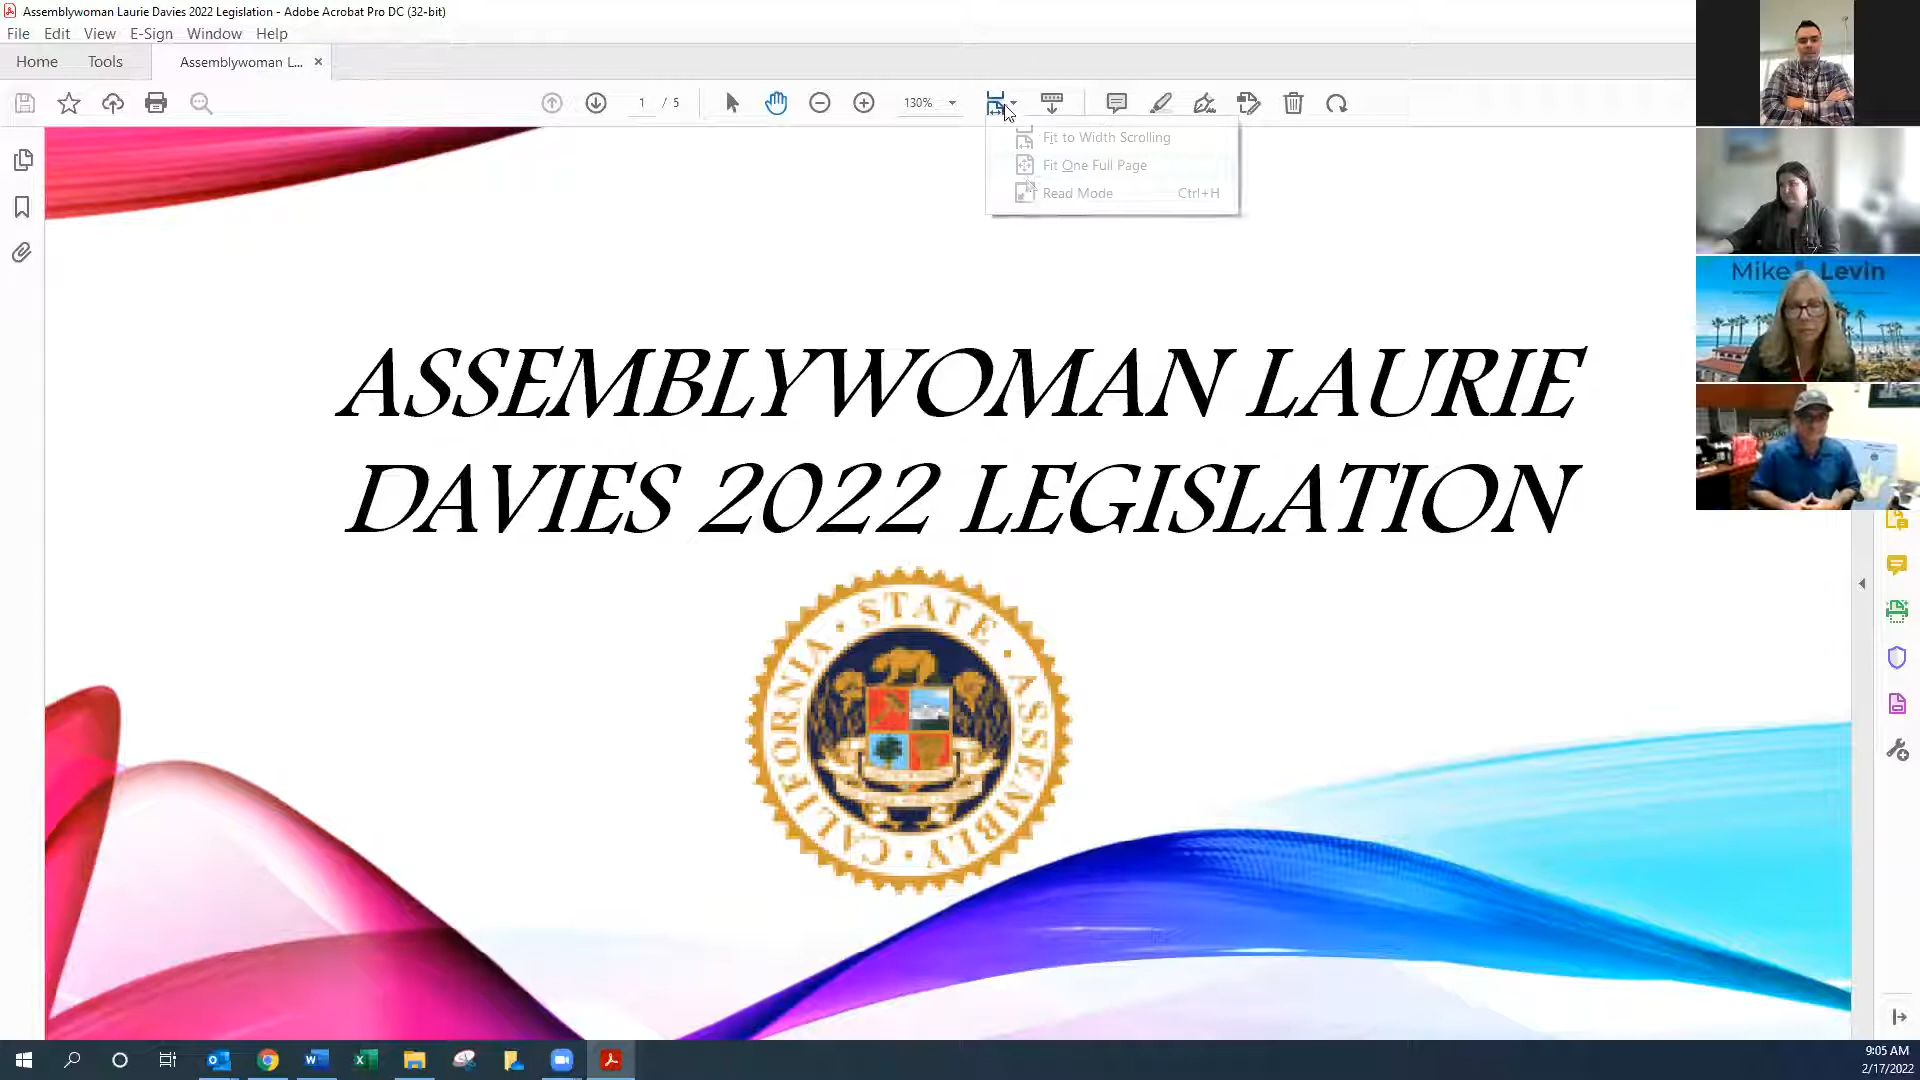 Assemblywoman Laurie Davies 2022 Legislation - Adobe Acrobat Pro DC (32-bit)
File Edit View E-Sign Window Help
Home Tools Assemblywoman L... ×
1 / 5 130%
Fit to Width Scrolling
Fit One Full Page
Read Mode Ctrl+H
Mike Levin
ASSEMBLYWOMAN LAURIE
DAVIES 2022 LEGISLATION
CALIFORNIA · STATE · ASSEMBLY ·
9:05 AM
2/17/2022